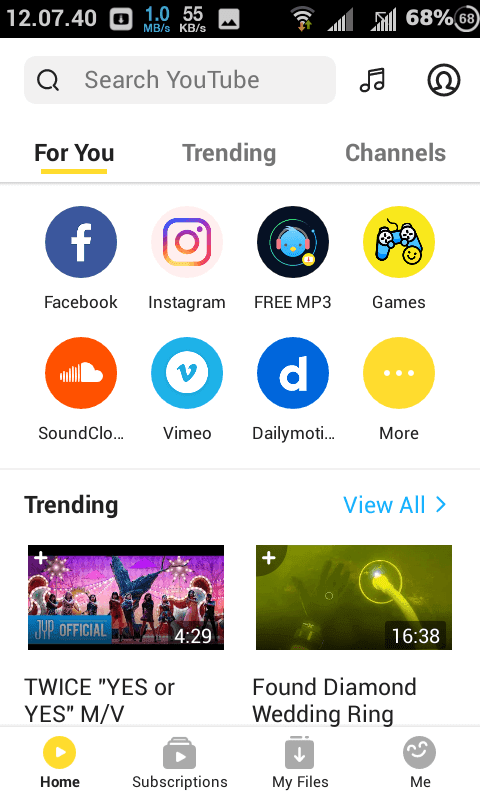 12.07.40 1.0 MB/s 55 KB/s 68% 68
Search YouTube
For You Trending Channels
Facebook Instagram FREE MP3 Games
SoundClo... Vimeo Dailymoti... More
Trending View All
JYP OFFICIAL 4:29 16:38
TWICE "YES or
YES" M/V
Found Diamond
Wedding Ring
Home Subscriptions My Files Me